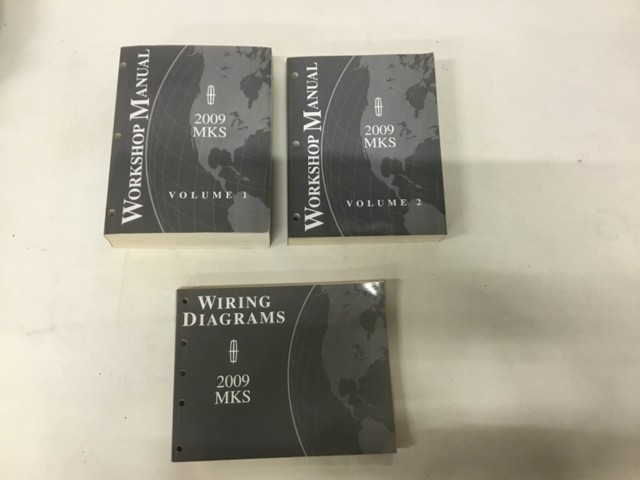 WORKSHOP MANUAL
2009
MKS
VOLUME 1
WORKSHOP MANUAL
2009
MKS
VOLUME 2
WIRING
DIAGRAMS
2009
MKS